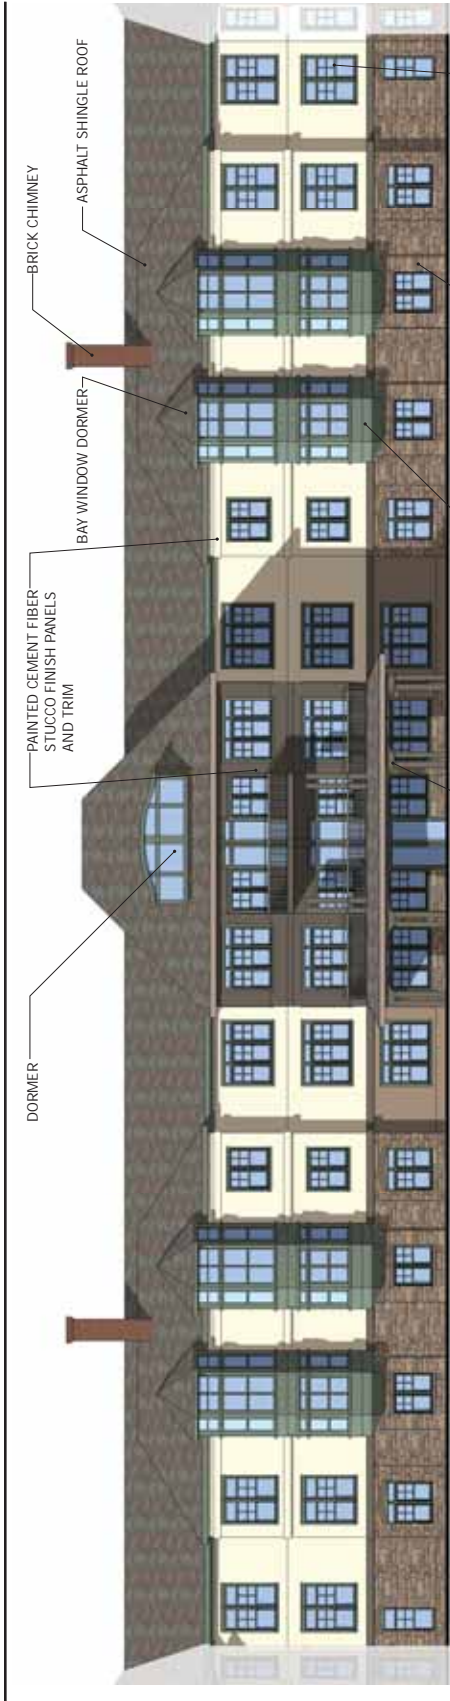 DORMER
PAINTED CEMENT FIBER
STUCCO FINISH PANELS
AND TRIM
BAY WINDOW DORMER
BRICK CHIMNEY
ASPHALT SHINGLE ROOF